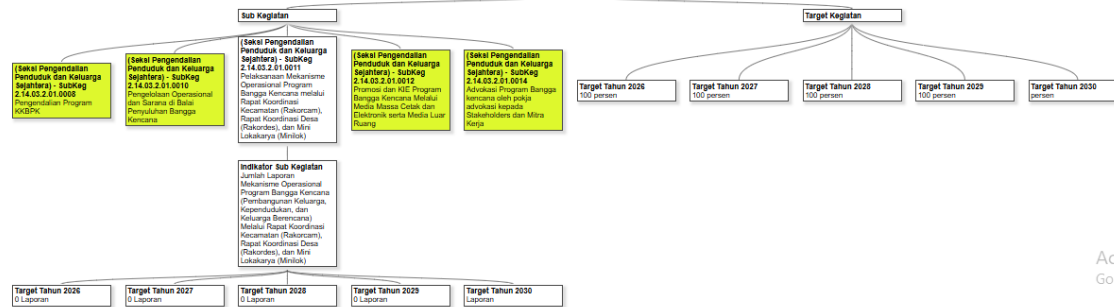 Sub Kegiatan
Target Kegiatan
(Seksi Pengendalian
Penduduk dan Keluarga
Sejahtera) - SubKeg
2.14.03.2.01.0008
Pengendalian Program
KKBPK
(Seksi Pengendalian
Penduduk dan Keluarga
Sejahtera) - SubKeg
2.14.03.2.01.0010
Pengelolaan Operasional
dan Sarana di Balai
Penyuluhan Bangga
Kencana
(Seksi Pengendalian
Penduduk dan Keluarga
Sejahtera) - SubKeg
2.14.03.2.01.0011
Pelaksanaan Mekanisme
Operasional Program
Bangga Kencana melalui
Rapat Koordinasi
Kecamatan (Rakorcam),
Rapat Koordinasi Desa
(Rakordes), dan Mini
Lokakarya (Minilok)
(Seksi Pengendalian
Penduduk dan Keluarga
Sejahtera) - SubKeg
2.14.03.2.01.0012
Promosi dan KIE Program
Bangga Kencana Melalui
Media Massa Cetak dan
Elektronik serta Media Luar
Ruang
(Seksi Pengendalian
Penduduk dan Keluarga
Sejahtera) - SubKeg
2.14.03.2.01.0014
Advokasi Program Bangga
kencana oleh pokja
advokasi kepada
Stakeholders dan Mitra
Kerja
Target Tahun 2026
100 persen
Target Tahun 2027
100 persen
Target Tahun 2028
100 persen
Target Tahun 2029
100 persen
Target Tahun 2030
persen
Indikator Sub Kegiatan
Jumlah Laporan
Mekanisme Operasional
Program Bangga Kencana
(Pembangunan Keluarga,
Kependudukan, dan
Keluarga Berencana)
Melalui Rapat Koordinasi
Kecamatan (Rakorcam),
Rapat Koordinasi Desa
(Rakordes), dan Mini
Lokakarya (Minilok)
Target Tahun 2026
0 Laporan
Target Tahun 2027
0 Laporan
Target Tahun 2028
0 Laporan
Target Tahun 2029
0 Laporan
Target Tahun 2030
Laporan
Ac
Go